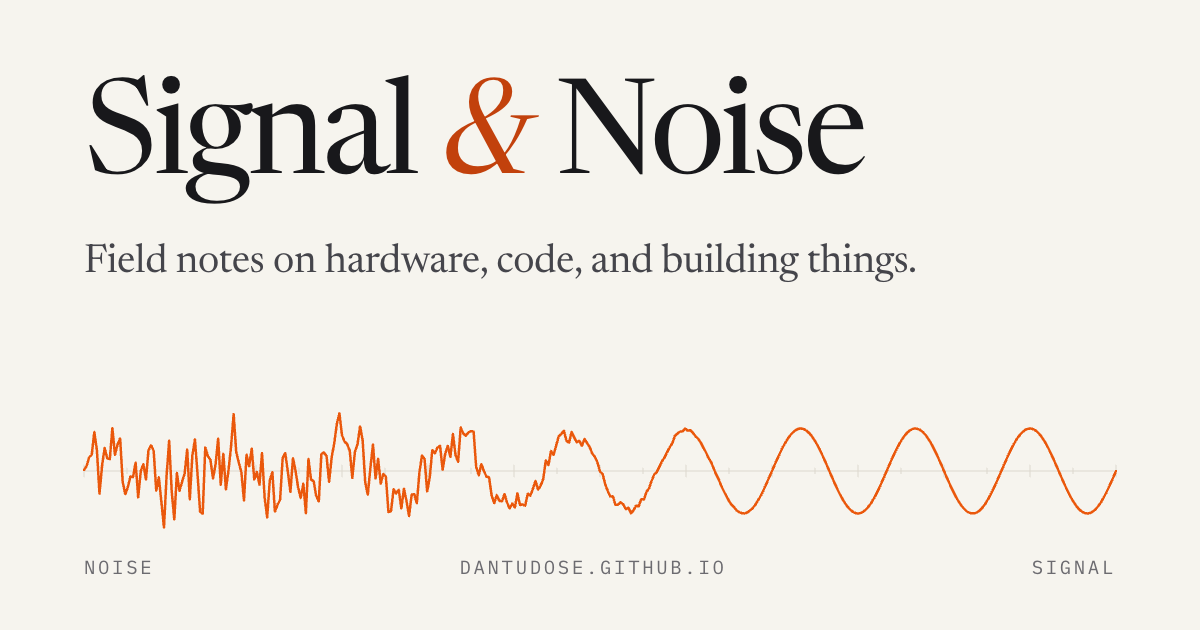 Signal & Noise
Field notes on hardware, code, and building things.
NOISE
DANTUDOSE.GITHUB.IO
SIGNAL